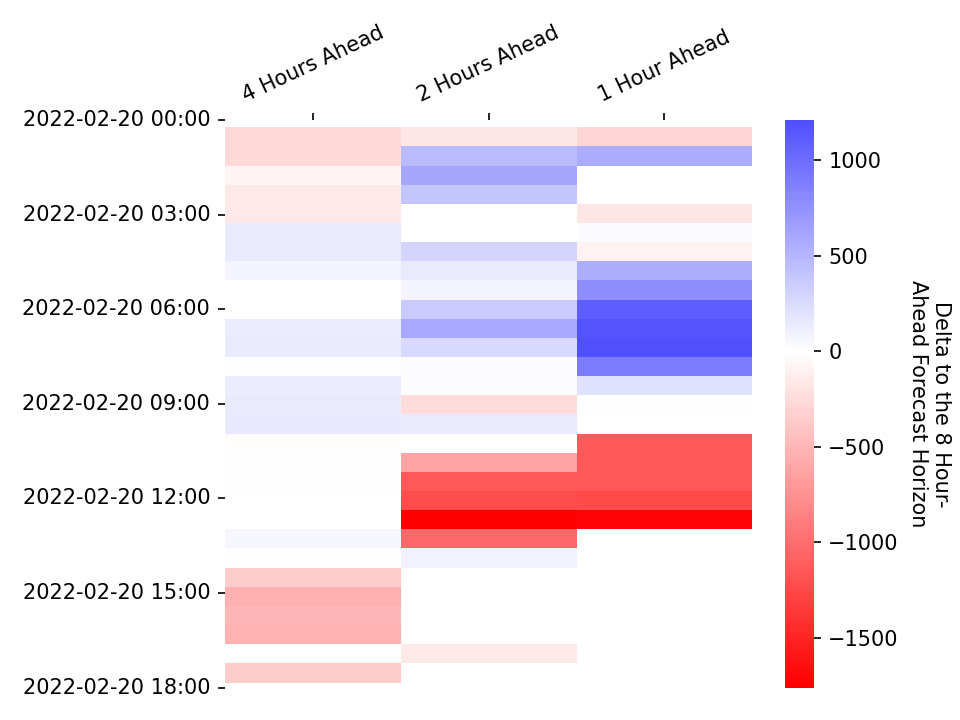 4 Hours Ahead
2 Hours Ahead
1 Hour Ahead
2022-02-20 00:00
2022-02-20 03:00
2022-02-20 06:00
2022-02-20 09:00
2022-02-20 12:00
2022-02-20 15:00
2022-02-20 18:00
1000
500
0
−500
−1000
−1500
Delta to the 8 Hour-
Ahead Forecast Horizon